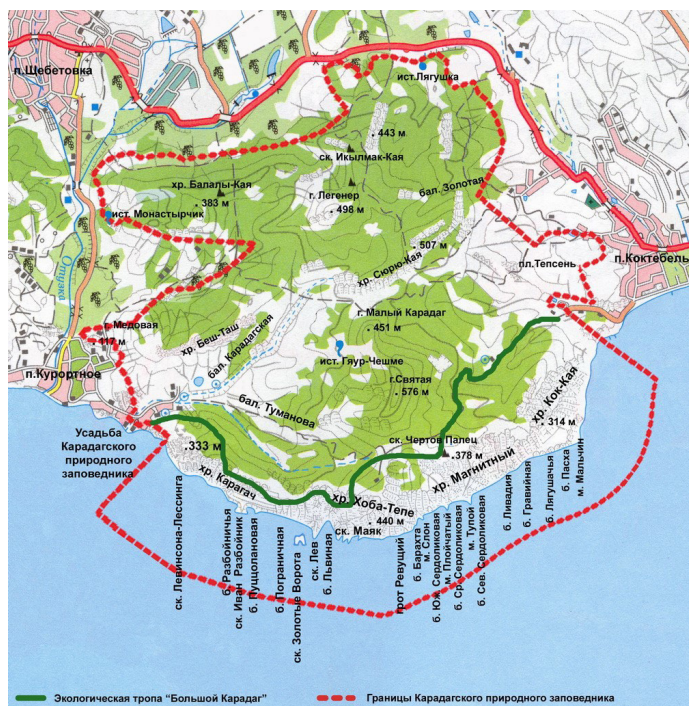 п.Щебетовка
ист.Лягушка
443 м
ск. Икылмак-Кая
хр. Балалы-Кая
383 м
г. Легенер
498 м
бал. Золотая
ист. Монастырчик
507 м
хр. Сюрю-Кая
пл.Тепсень
п.Коктебель
Отузка
г. Медовая
117 м
хр. Беш-Таш
бал. Карадагская
г. Малый Карадаг
451 м
ист. Гяур-Чешме
г.Святая
576 м
п.Курортное
бал. Туманова
хр. Кок-Кая
314 м
Усадьба
Карадагского
природного
заповедника
.333 м
ск. Чертов Палец
378 м
хр. Карагач
хр. Магнитный
хр. Хоба-Тепе
440 м
ск. Маяк
ск. Левинсона-Лессинга
б. Разбойничья
ск. Иван Разбойник
б. Пуццолановая
б. Пограничная
ск. Золотые Ворота
ск. Лев
б. Львиная
грот Ревущий
б. Барахта
м. Слон
б. Юж. Сердоликовая
м. Плойчатый
б. Ср. Сердоликовая
м. Тупой
б. Сев. Сердоликовая
б. Ливадия
б. Гравийная
б. Лягушачья
б. Пасха
м. Мальчин
Экологическая тропа "Большой Карадаг"
Границы Карадагского природного заповедника